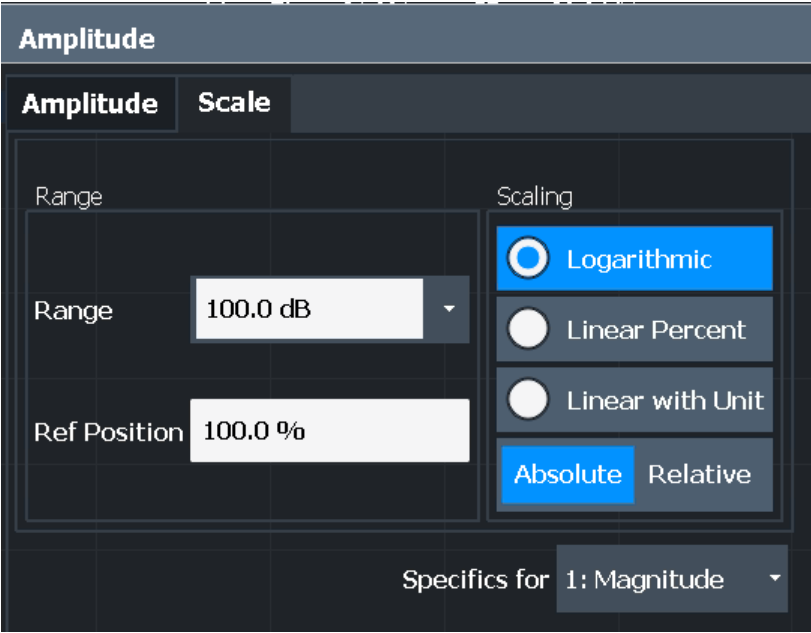 Amplitude
Amplitude Scale
Range
Range 100.0 dB
Ref Position 100.0 %
Scaling
Logarithmic
Linear Percent
Linear with Unit
Absolute Relative
Specifics for 1: Magnitude